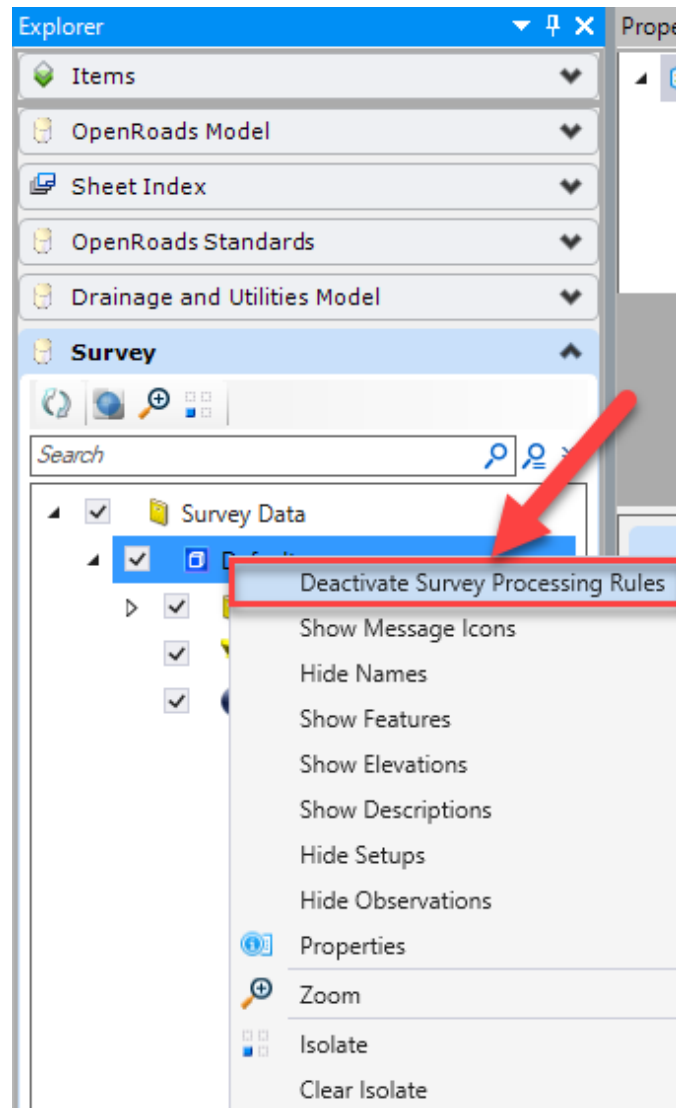 Explorer
Items
OpenRoads Model
Sheet Index
OpenRoads Standards
Drainage and Utilities Model
Survey
Search
Survey Data
Deactivate Survey Processing Rules
Show Message Icons
Hide Names
Show Features
Show Elevations
Show Descriptions
Hide Setups
Hide Observations
Properties
Zoom
Isolate
Clear Isolate